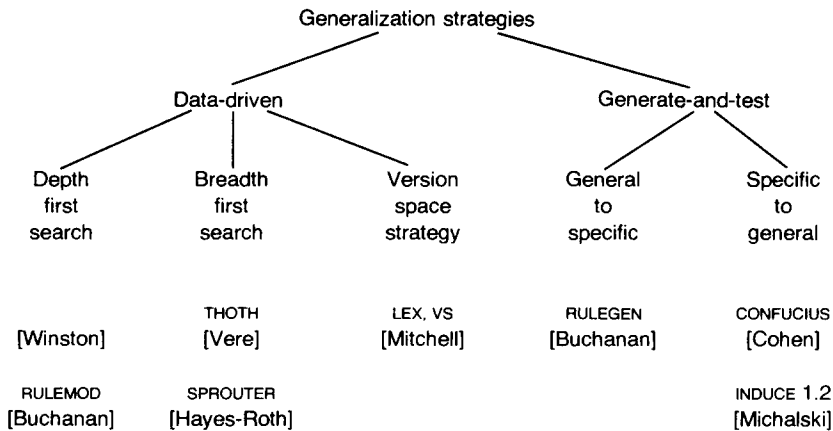 Generalization strategies
Data-driven Generate-and-test
Depth Breadth Version General Specific
first first space to to
search search strategy specific general
THOTH LEX, VS RULEGEN CONFUCIUS
[Winston] [Vere] [Mitchell] [Buchanan] [Cohen]
RULEMOD SPROUTER INDUCE 1.2
[Buchanan] [Hayes-Roth] [Michalski]